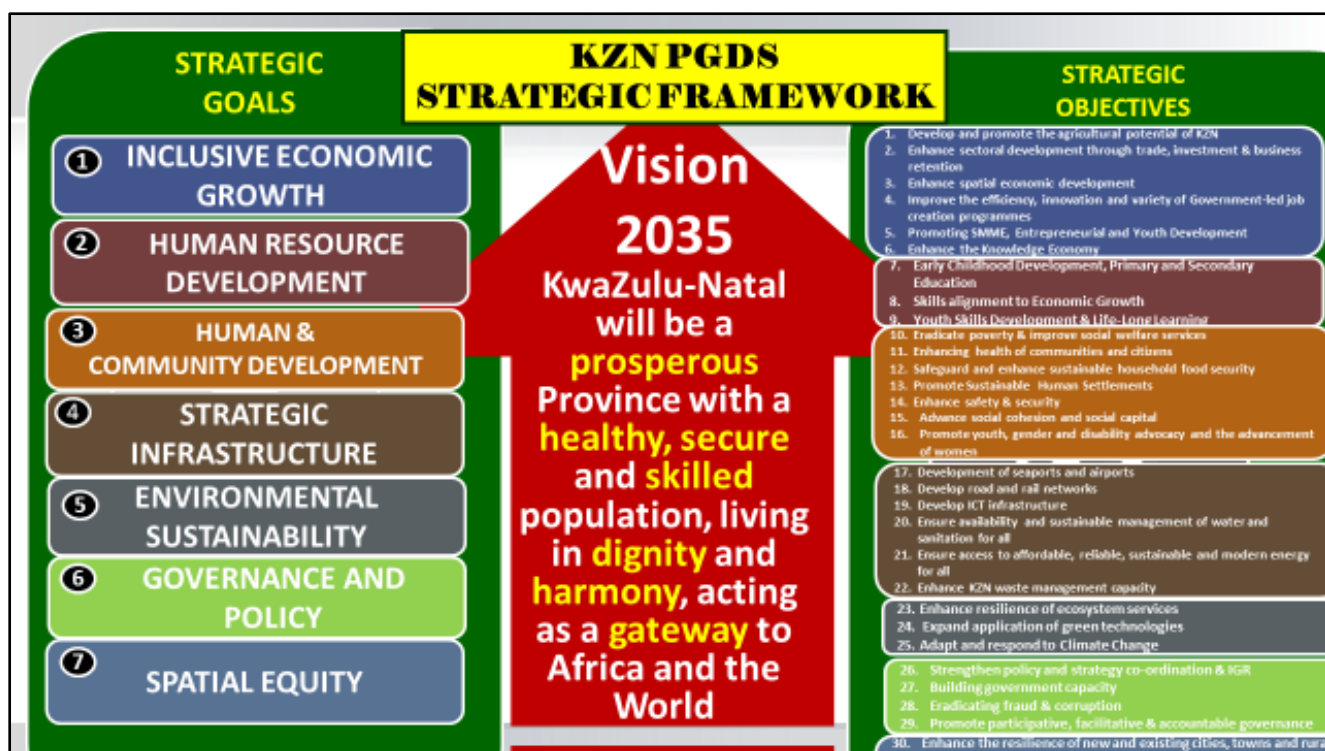 KZN PGDS
STRATEGIC FRAMEWORK
STRATEGIC
GOALS
1 INCLUSIVE ECONOMIC
GROWTH
2 HUMAN RESOURCE
DEVELOPMENT
3 HUMAN &
COMMUNITY DEVELOPMENT
4 STRATEGIC
INFRASTRUCTURE
5 ENVIRONMENTAL
SUSTAINABILITY
6 GOVERNANCE AND
POLICY
7 SPATIAL EQUITY
Vision
2035
KwaZulu-Natal
will be a
prosperous
Province with a
healthy, secure
and skilled
population, living
in dignity and
harmony, acting
as a gateway to
Africa and the
World
STRATEGIC
OBJECTIVES
1. Develop and promote the agricultural potential of KZN
2. Enhance sectoral development through trade, investment & business
retention
3. Enhance spatial economic development
4. Improve the efficiency, innovation and variety of Government-led job
creation programmes
5. Promoting SMME, Entrepreneurial and Youth Development
6. Enhance the Knowledge Economy
7. Early Childhood Development, Primary and Secondary
Education
8. Skills alignment to Economic Growth
9. Youth Skills Development & Life-Long Learning
10. Eradicate poverty & improve social welfare services
11. Enhancing health of communities and citizens
12. Safeguard and enhance sustainable household food security
13. Promote Sustainable Human Settlements
14. Enhance safety & security
15. Advance social cohesion and social capital
16. Promote youth, gender and disability advocacy and the advancement
of women
17. Development of seaports and airports
18. Develop road and rail networks
19. Develop ICT infrastructure
20. Ensure availability and sustainable management of water and
sanitation for all
21. Ensure access to affordable, reliable, sustainable and modern energy
for all
22. Enhance KZN waste management capacity
23. Enhance resilience of ecosystem services
24. Expand application of green technologies
25. Adapt and respond to Climate Change
26. Strengthen policy and strategy co-ordination & IGR
27. Building government capacity
28. Eradicating fraud & corruption
29. Promote participative, facilitative & accountable governance
30. Enhance the resilience of new and existing cities, towns and rural